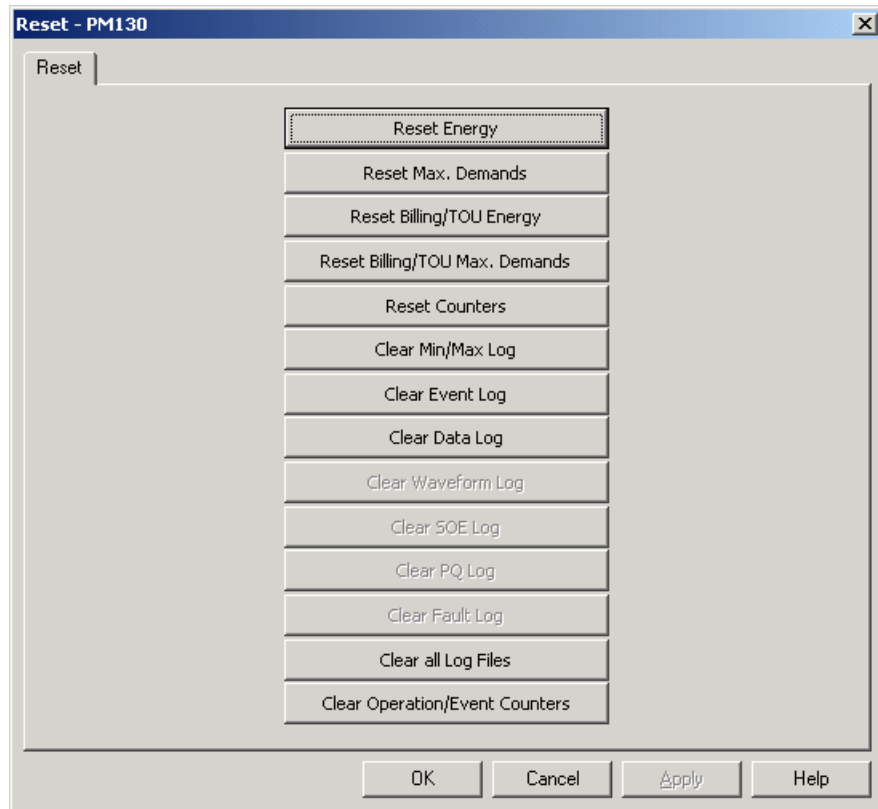 Reset - PM130
Reset
Reset Energy
Reset Max. Demands
Reset Billing/TOU Energy
Reset Billing/TOU Max. Demands
Reset Counters
Clear Min/Max Log
Clear Event Log
Clear Data Log
Clear Waveform Log
Clear SOE Log
Clear PQ Log
Clear Fault Log
Clear all Log Files
Clear Operation/Event Counters
OK Cancel Apply Help